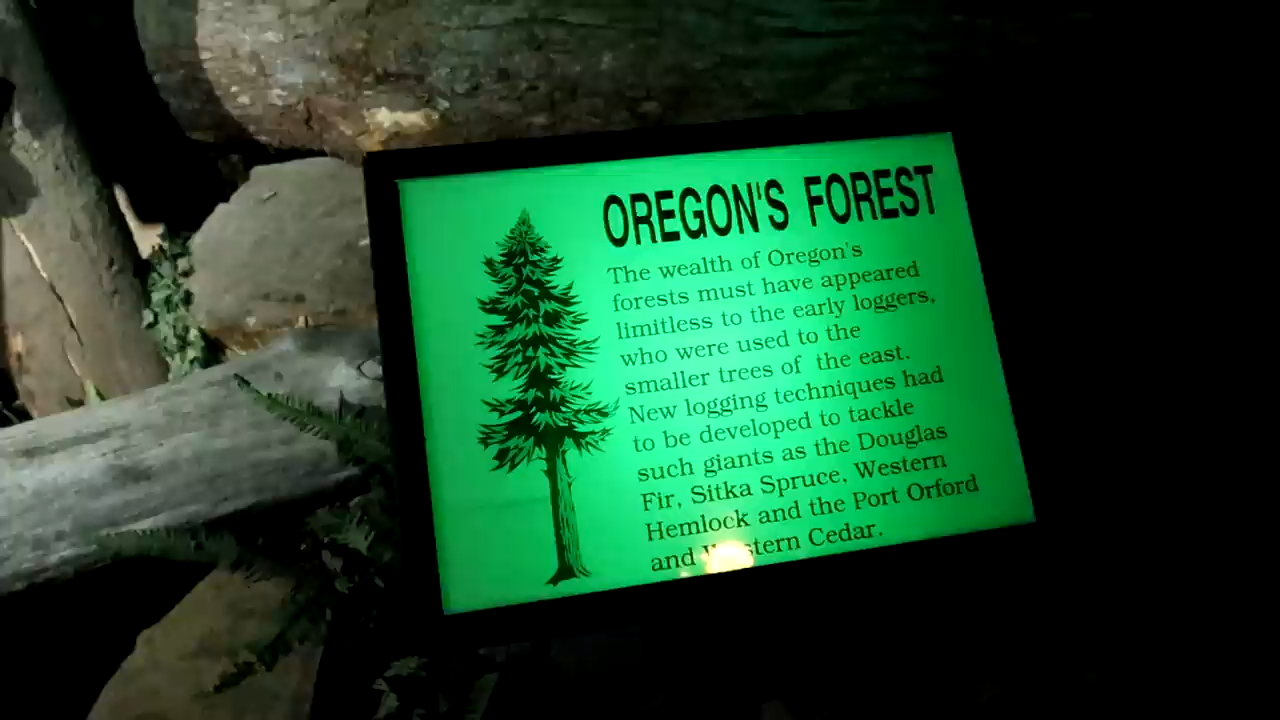 OREGON'S FOREST
The wealth of Oregon's
forests must have appeared
limitless to the early loggers,
who were used to the
smaller trees of the east.
New logging techniques had
to be developed to tackle
such giants as the Douglas
Fir, Sitka Spruce, Western
Hemlock and the Port Orford
and Western Cedar.